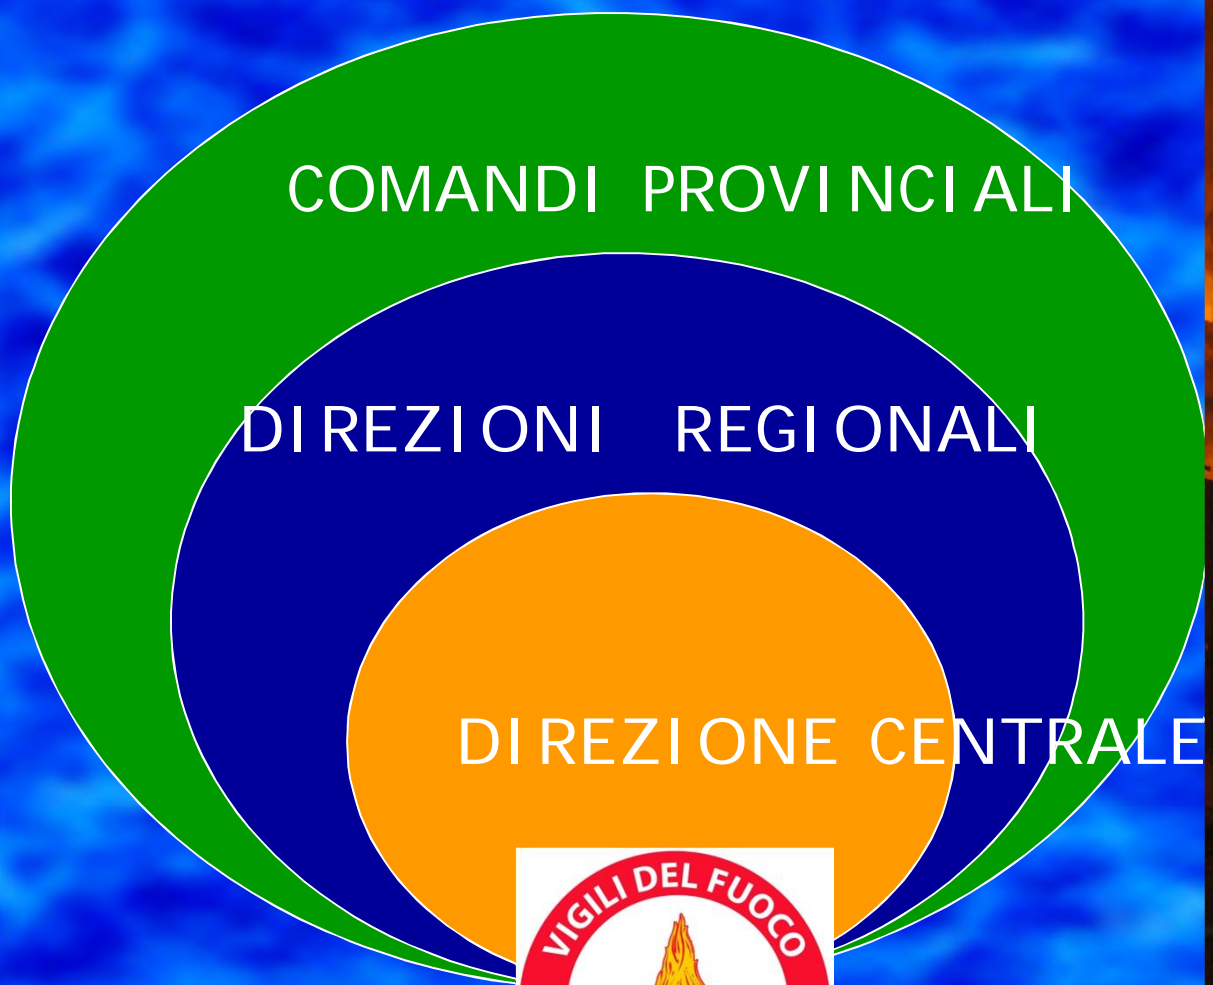 COMANDI PROVINCIALI
DIREZIONI REGIONALI
DIREZIONE CENTRALE
VIGILI DEL FUOCO